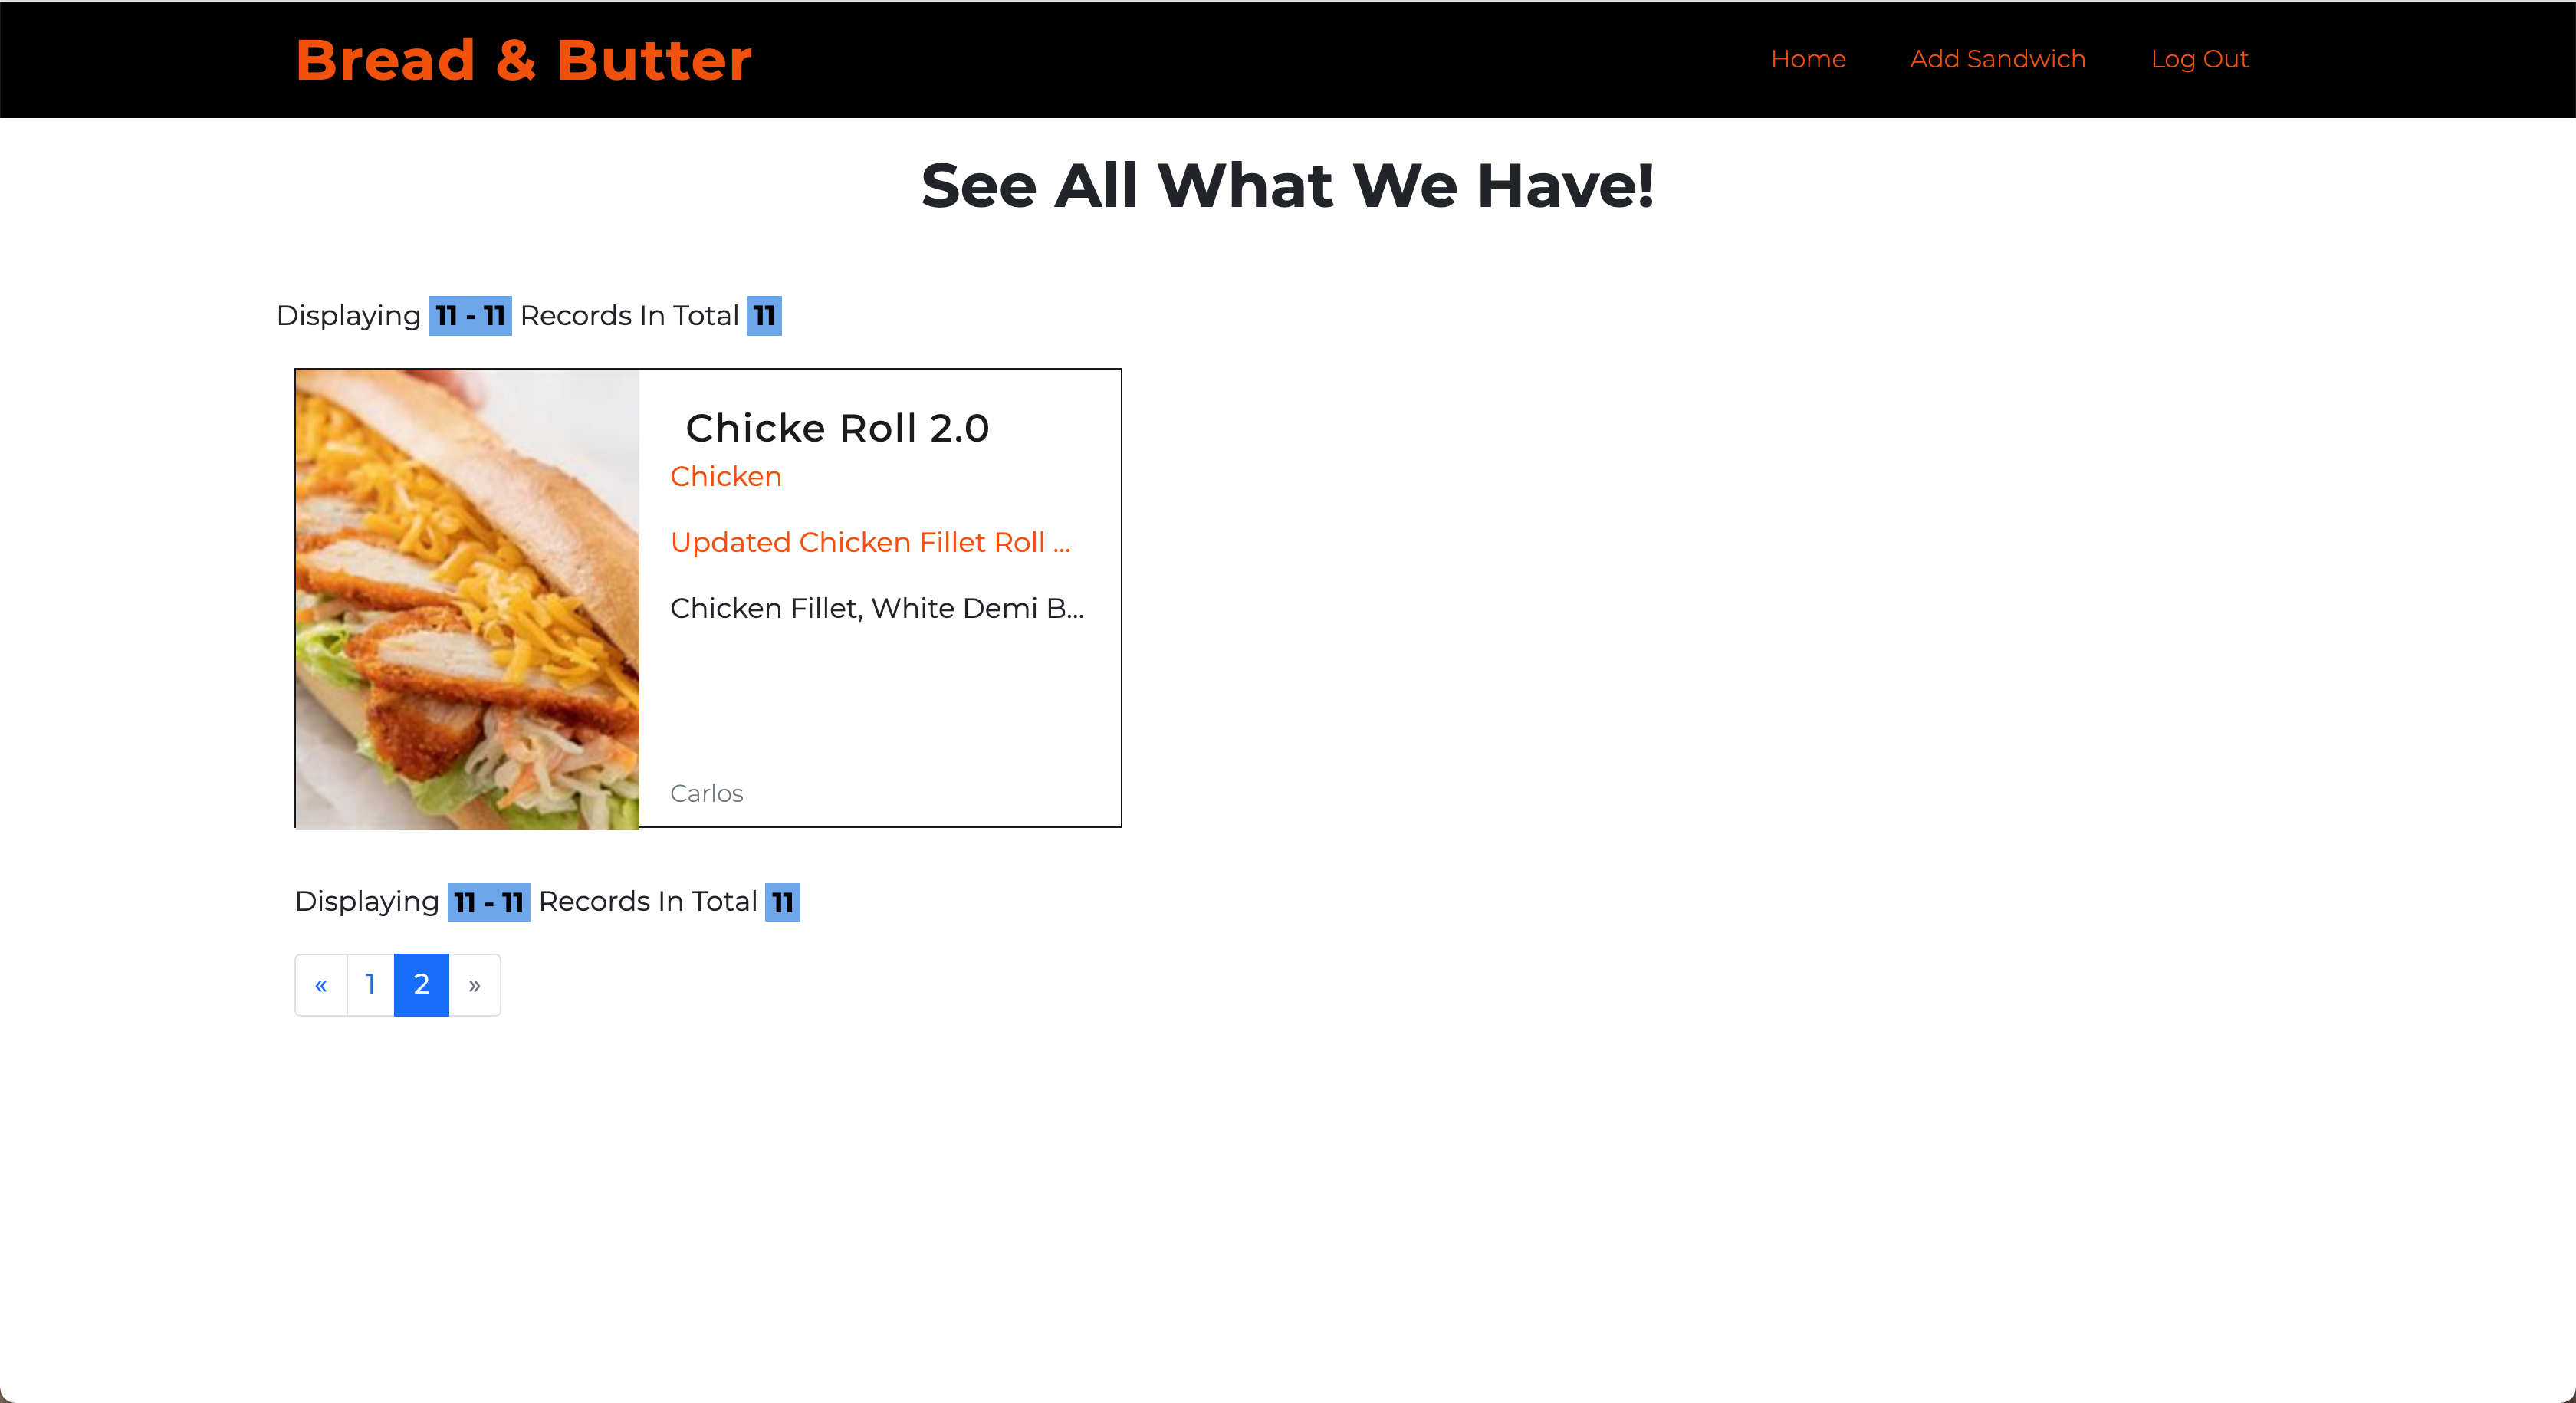 Bread & Butter
Home Add Sandwich Log Out
See All What We Have!
Displaying 11 - 11 Records In Total 11
Chicke Roll 2.0
Chicken
Updated Chicken Fillet Roll ...
Chicken Fillet, White Demi B...
Carlos
Displaying 11 - 11 Records In Total 11
« 1 2 »